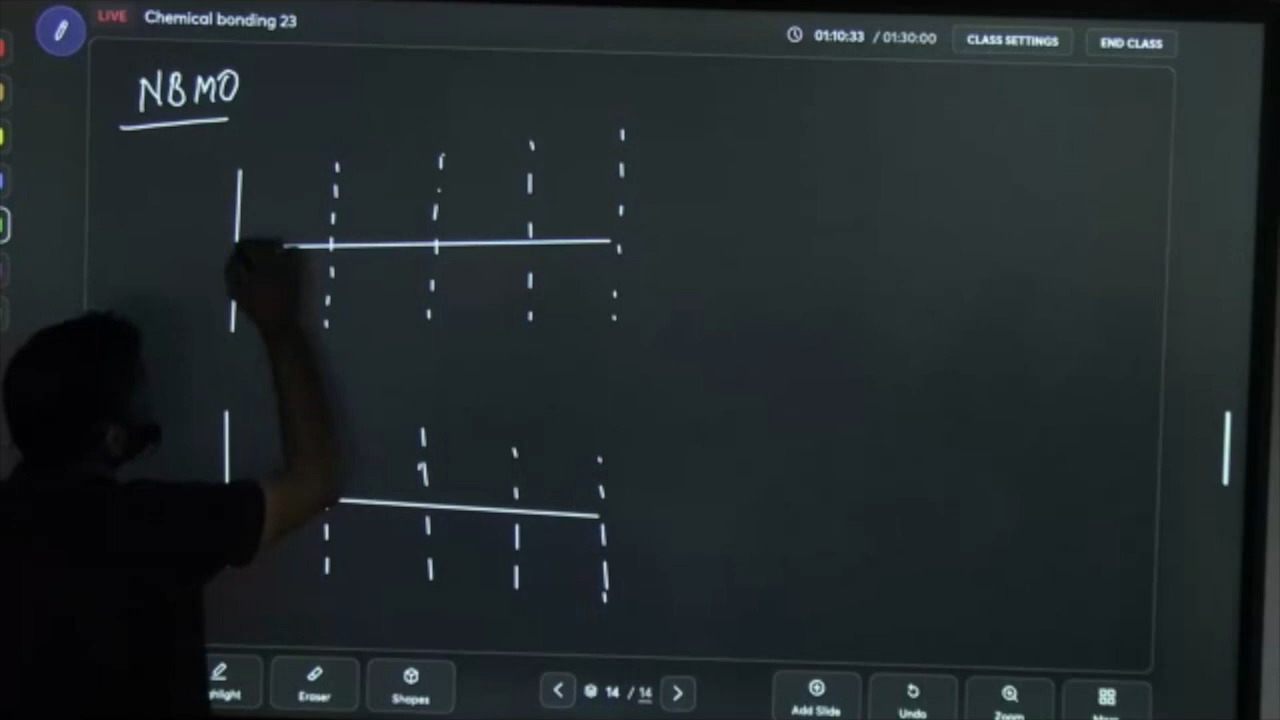 LIVE Chemical bonding 23
01:10:33 / 01:30:00 CLASS SETTINGS END CLASS
NBMO
Eraser Shapes 14 / 14 Add Slide Undo Zoom